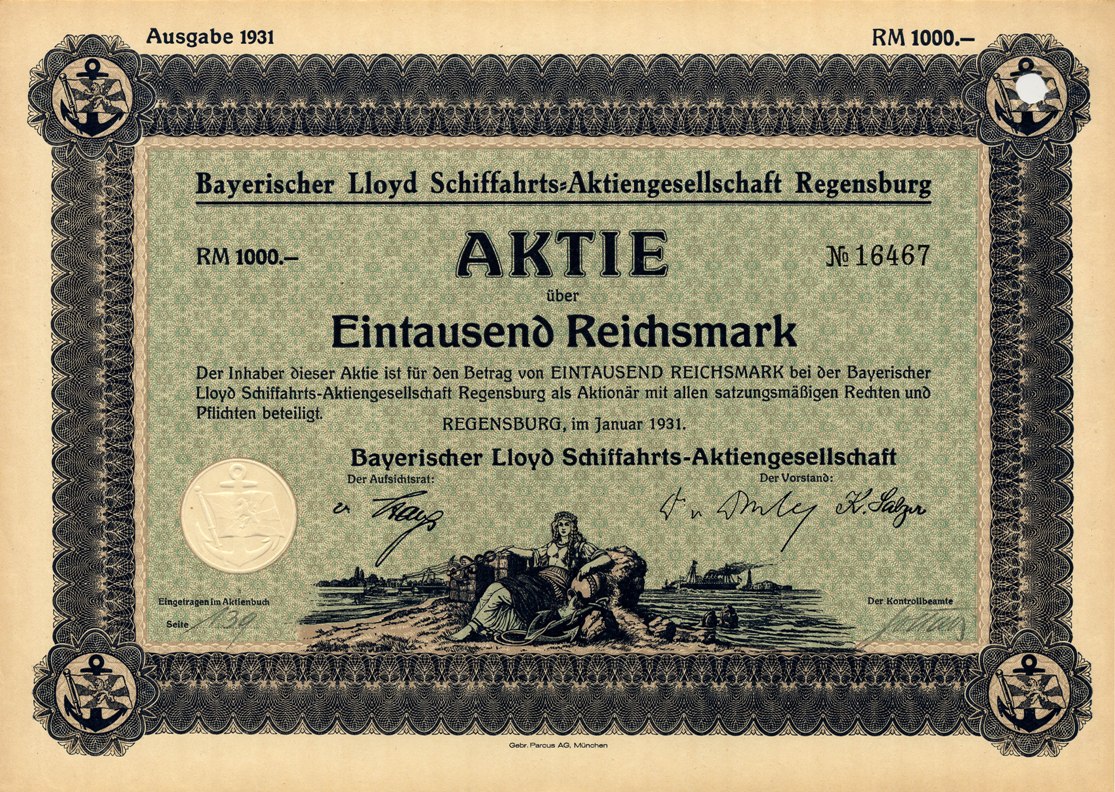 Ausgabe 1931
RM 1000.—
Bayerischer Lloyd Schiffahrts=Aktiengesellschaft Regensburg
RM 1000.—
AKTIE
№ 16467
über
Eintausend Reichsmark
Der Inhaber dieser Aktie ist für den Betrag von EINTAUSEND REICHSMARK bei der Bayerischer
Lloyd Schiffahrts-Aktiengesellschaft Regensburg als Aktionär mit allen satzungsmäßigen Rechten und
Pflichten beteiligt.
REGENSBURG, im Januar 1931.
Bayerischer Lloyd Schiffahrts-Aktiengesellschaft
Der Aufsichtsrat:
Der Vorstand:
K. Salzer
Eingetragen im Aktienbuch
Seite 139
Der Kontrollbeamte
Gebr. Parcus AG, München